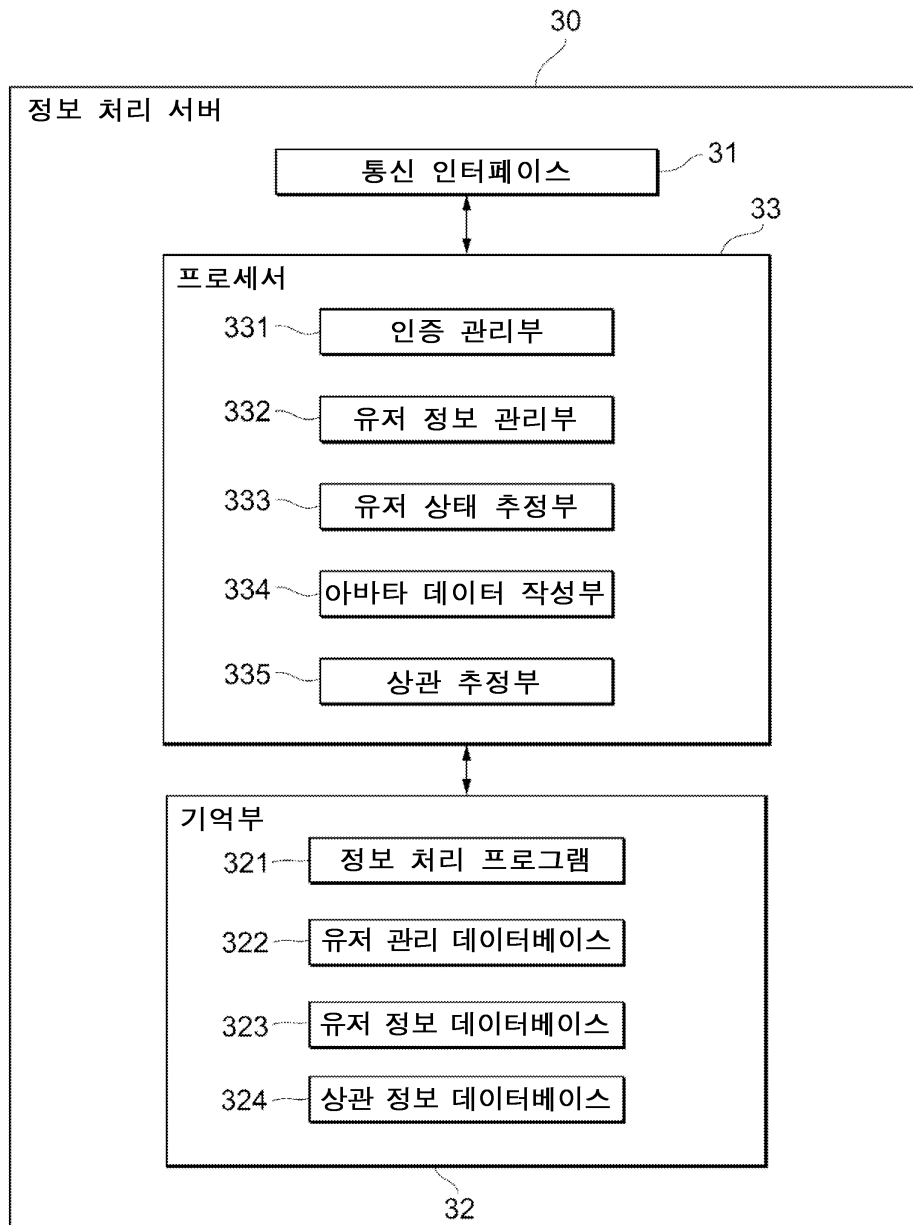 30
정보 처리 서버
통신 인터페이스
31
33
프로세서
331
인증 관리부
332
유저 정보 관리부
333
유저 상태 추정부
334
아바타 데이터 작성부
335
상관 추정부
기억부
321
정보 처리 프로그램
322
유저 관리 데이터베이스
323
유저 정보 데이터베이스
324
상관 정보 데이터베이스
32